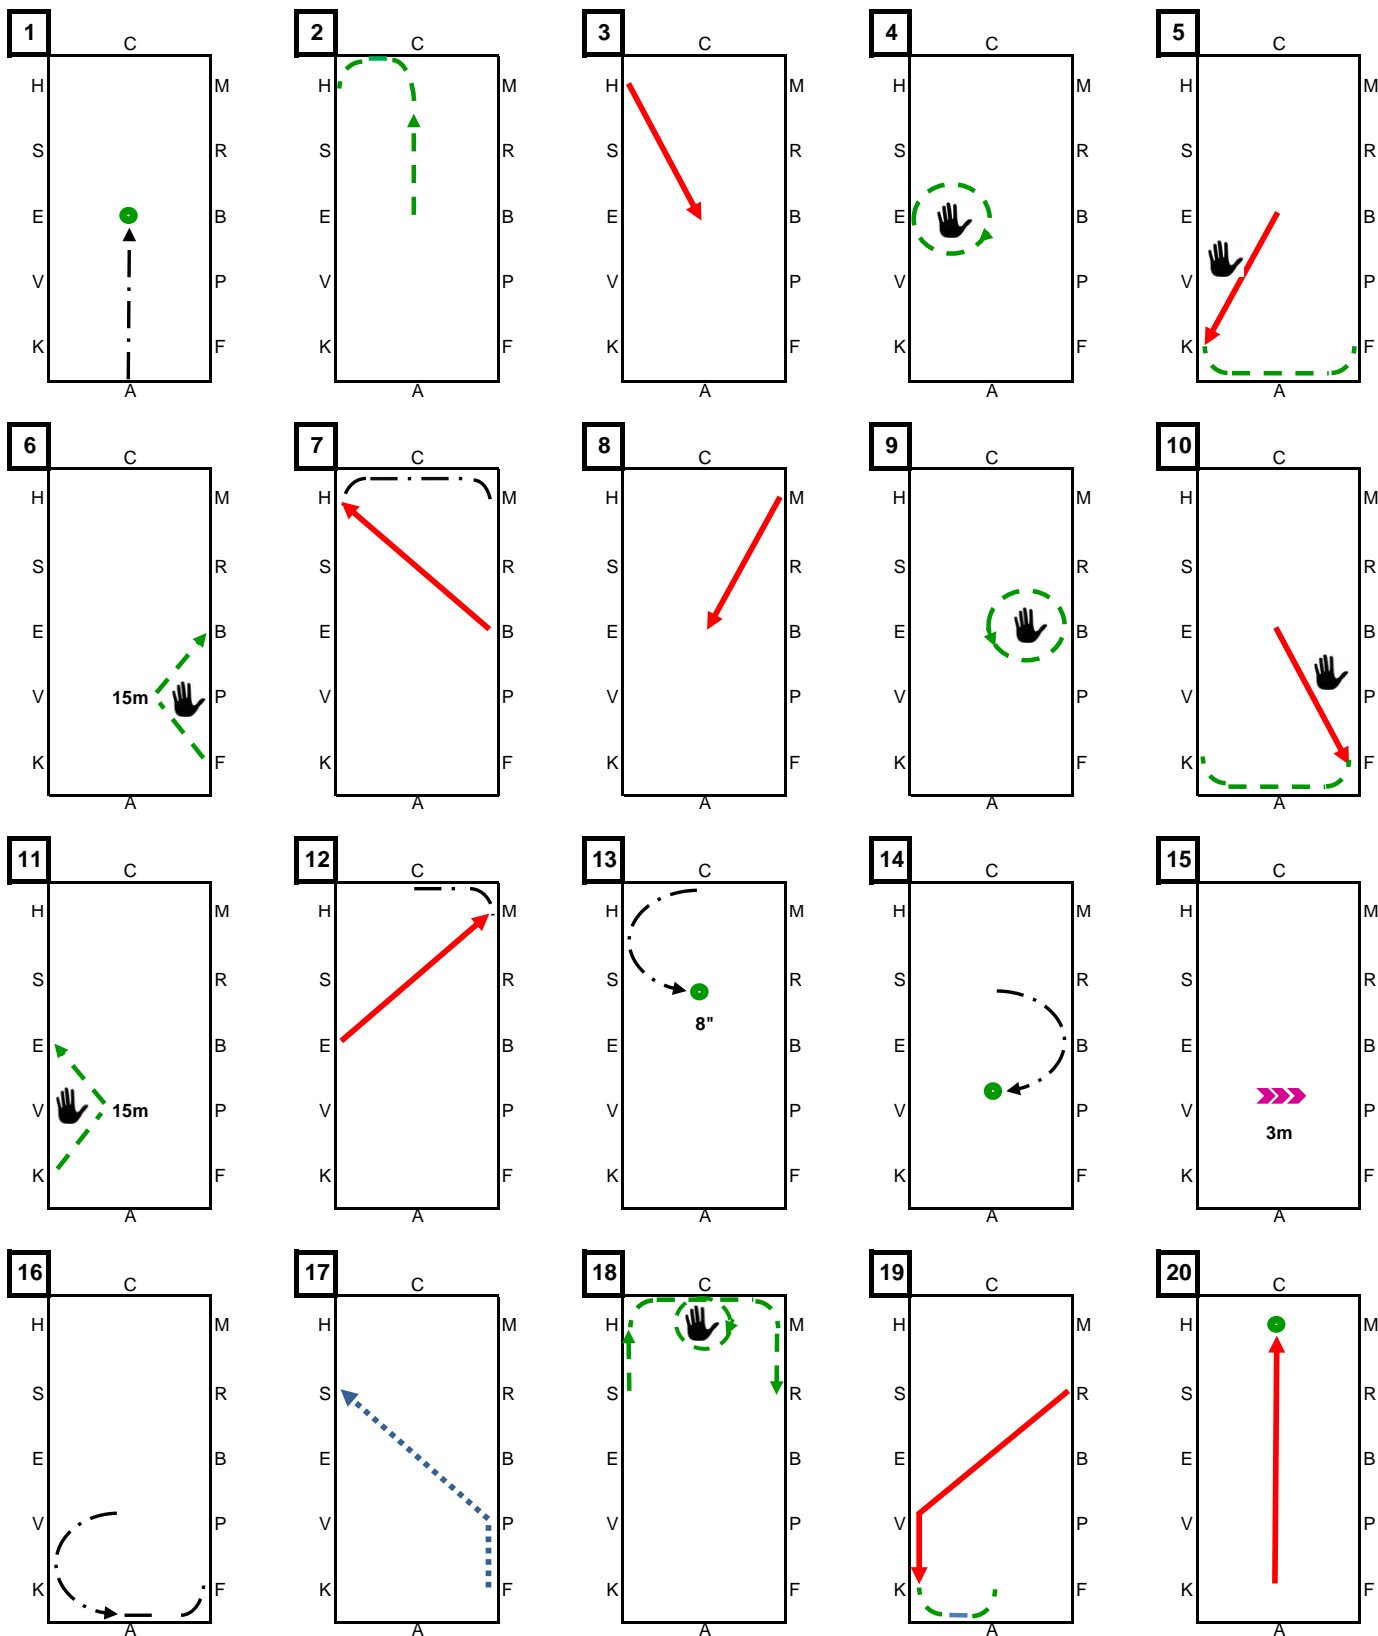 1 2 3 4 5
C C C C C
H M H M H M H M H M
S R S R S R S R S R
E B E B E B E B E B
V P V P V P V P V P
K F K F K F K F K F
A A A A A
6 7 8 9 10
C C C C C
H M H M H M H M H M
S R S R S R S R S R
E B E B E B E B E B
V 15m P V P V P V P V P
K F K F K F K F K F
A A A A A
11 12 13 14 15
C C C C C
H M H M H M H M H M
S R S R S R S R S R
8"
E B E B E B E B E B
V 15m P V P V P V P V P
3m
K F K F K F K F K F
A A A A A
16 17 18 19 20
C C C C C
H M H M H M H M H M
S R S R S R S R S R
E B E B E B E B E B
V P V P V P V P V P
K F K F K F K F K F
A A A A A